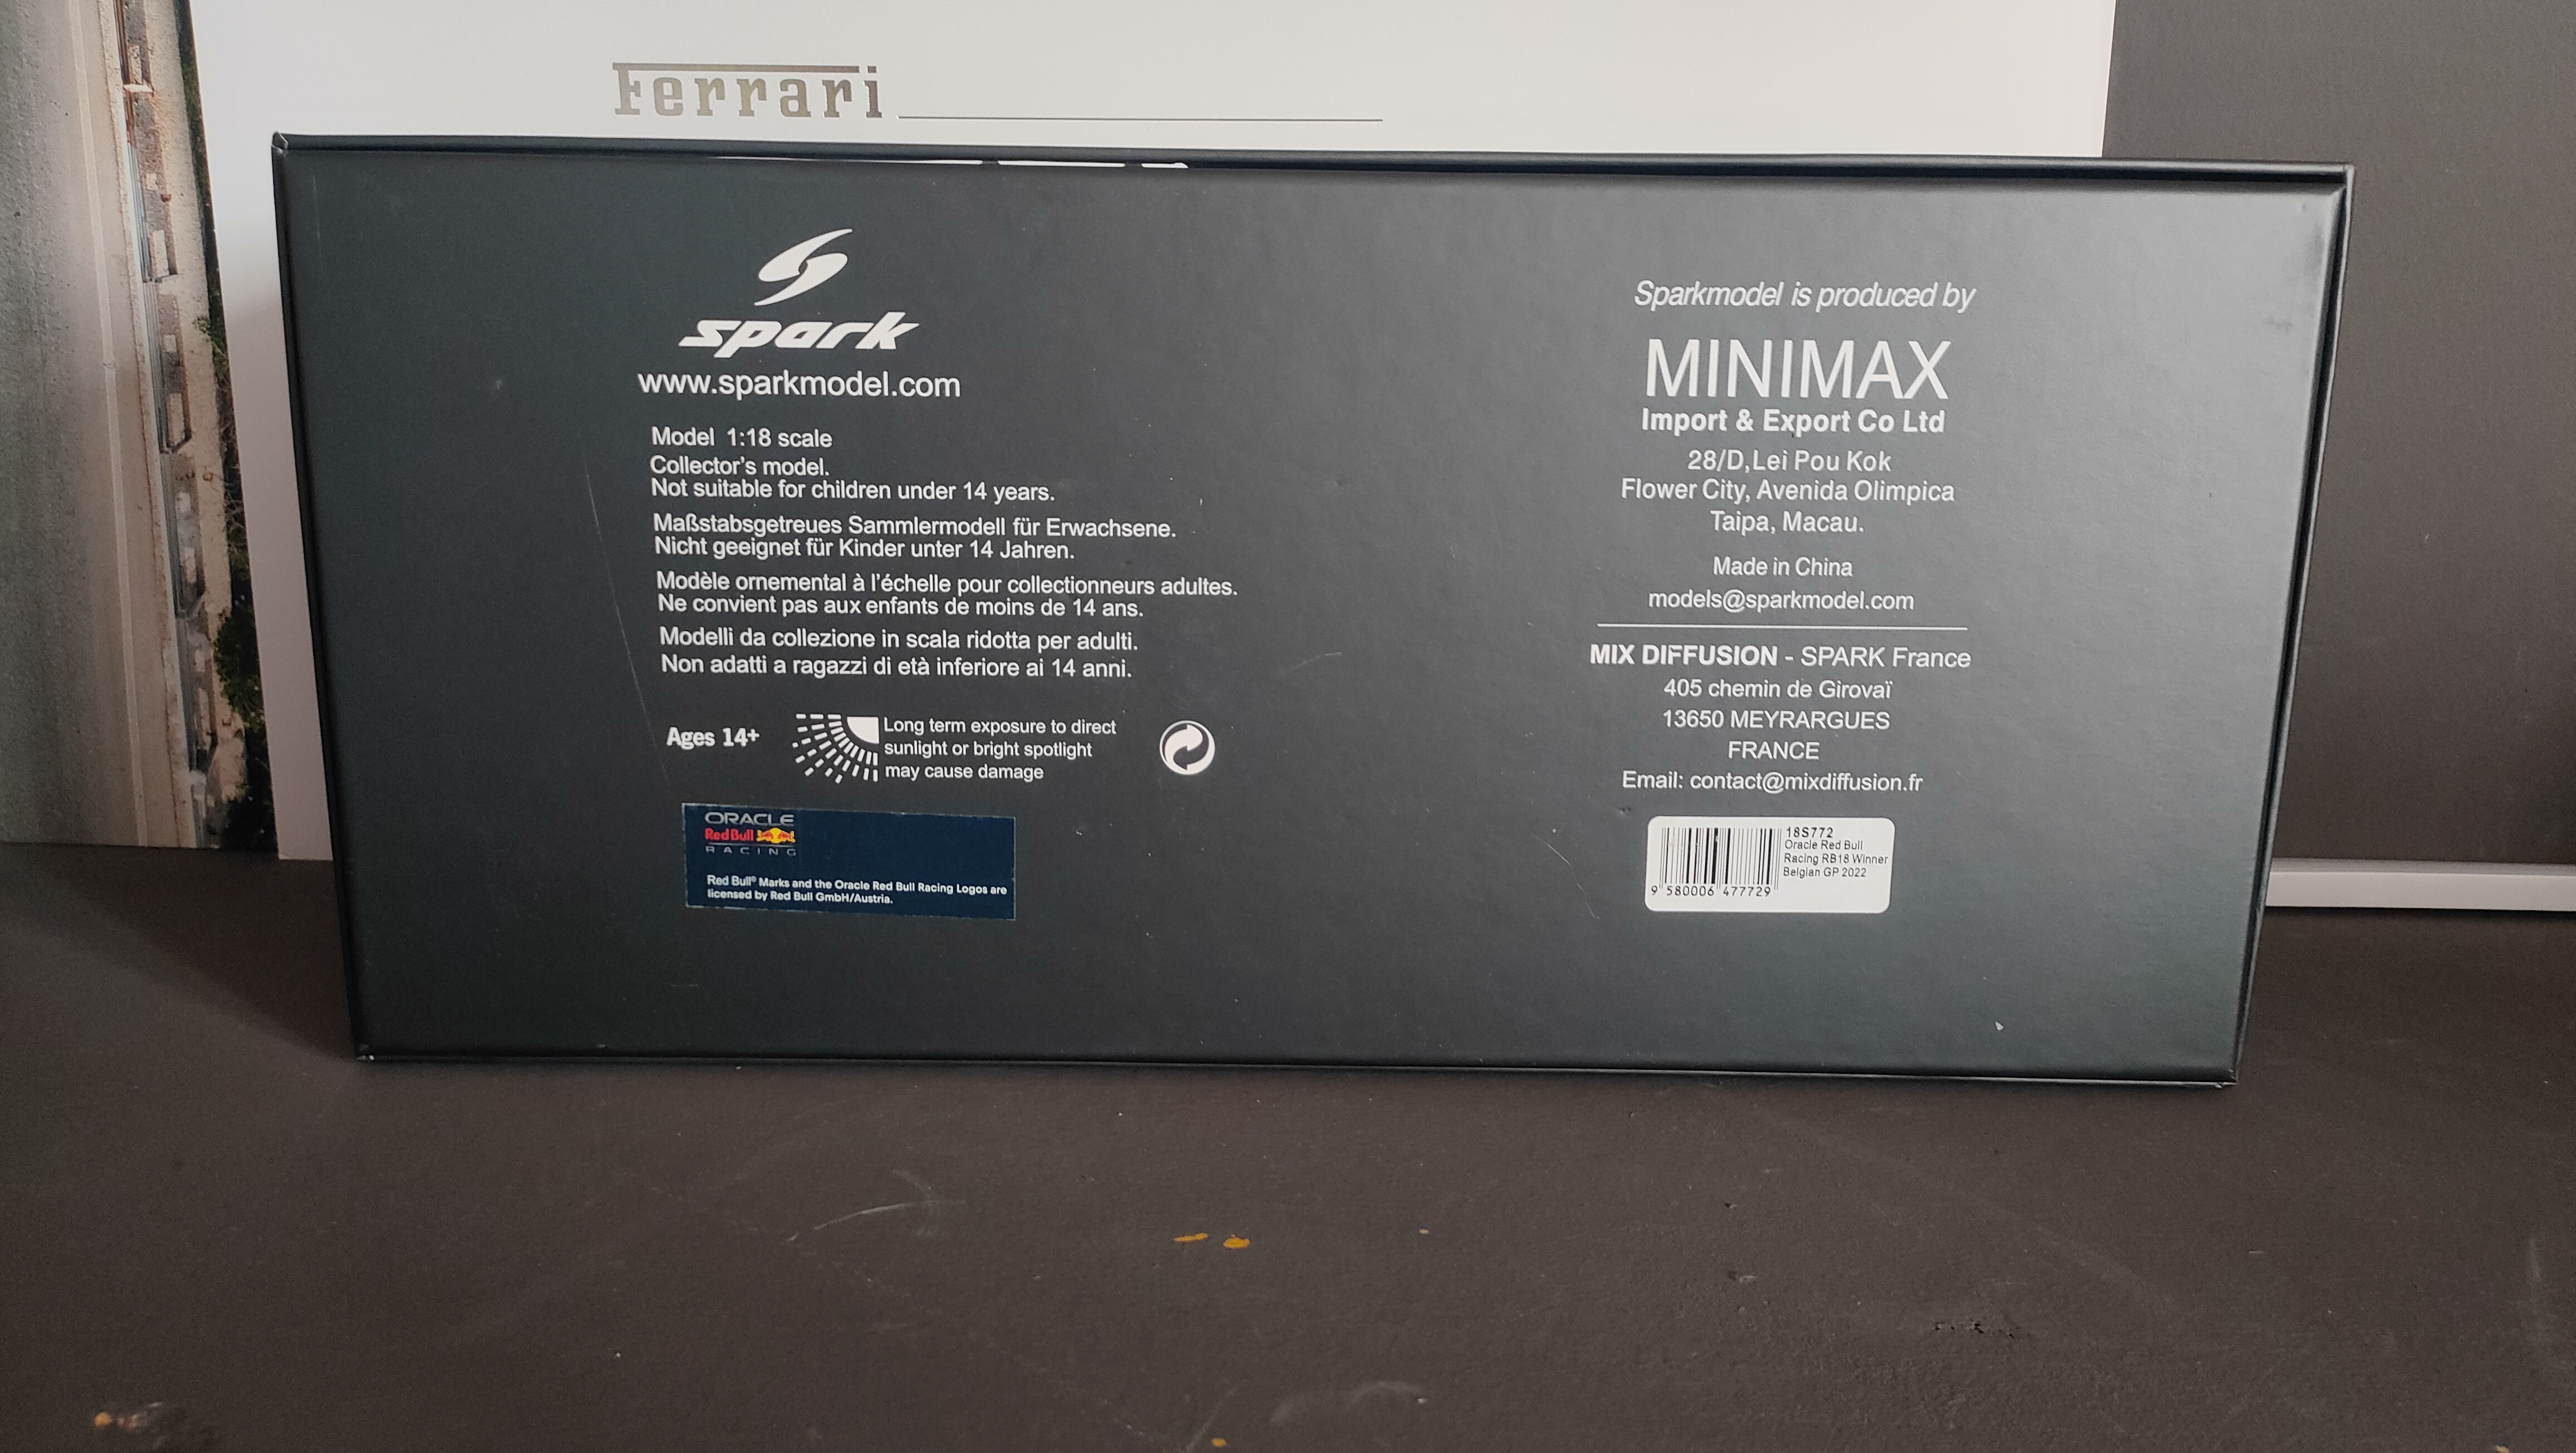 Ferrari
spark
www.sparkmodel.com
Model 1:18 scale
Collector's model.
Not suitable for children under 14 years.
Maßstabsgetreues Sammlermodell für Erwachsene.
Nicht geeignet für Kinder unter 14 Jahren.
Modèle ornemental à l'échelle pour collectionneurs adultes.
Ne convient pas aux enfants de moins de 14 ans.
Modelli da collezione in scala ridotta per adulti.
Non adatti a ragazzi di età inferiore ai 14 anni.
Ages 14+
Long term exposure to direct
sunlight or bright spotlight
may cause damage
ORACLE
Red Bull
RACING
Red Bull® Marks and the Oracle Red Bull Racing Logos are
licensed by Red Bull GmbH/Austria.
Sparkmodel is produced by
MINIMAX
Import & Export Co Ltd
28/D,Lei Pou Kok
Flower City, Avenida Olimpica
Taipa, Macau.
Made in China
models@sparkmodel.com
MIX DIFFUSION - SPARK France
405 chemin de Girovaï
13650 MEYRARGUES
FRANCE
Email: contact@mixdiffusion.fr
18S772
Oracle Red Bull
Racing RB18 Winner
Belgian GP 2022
9 580006 477729